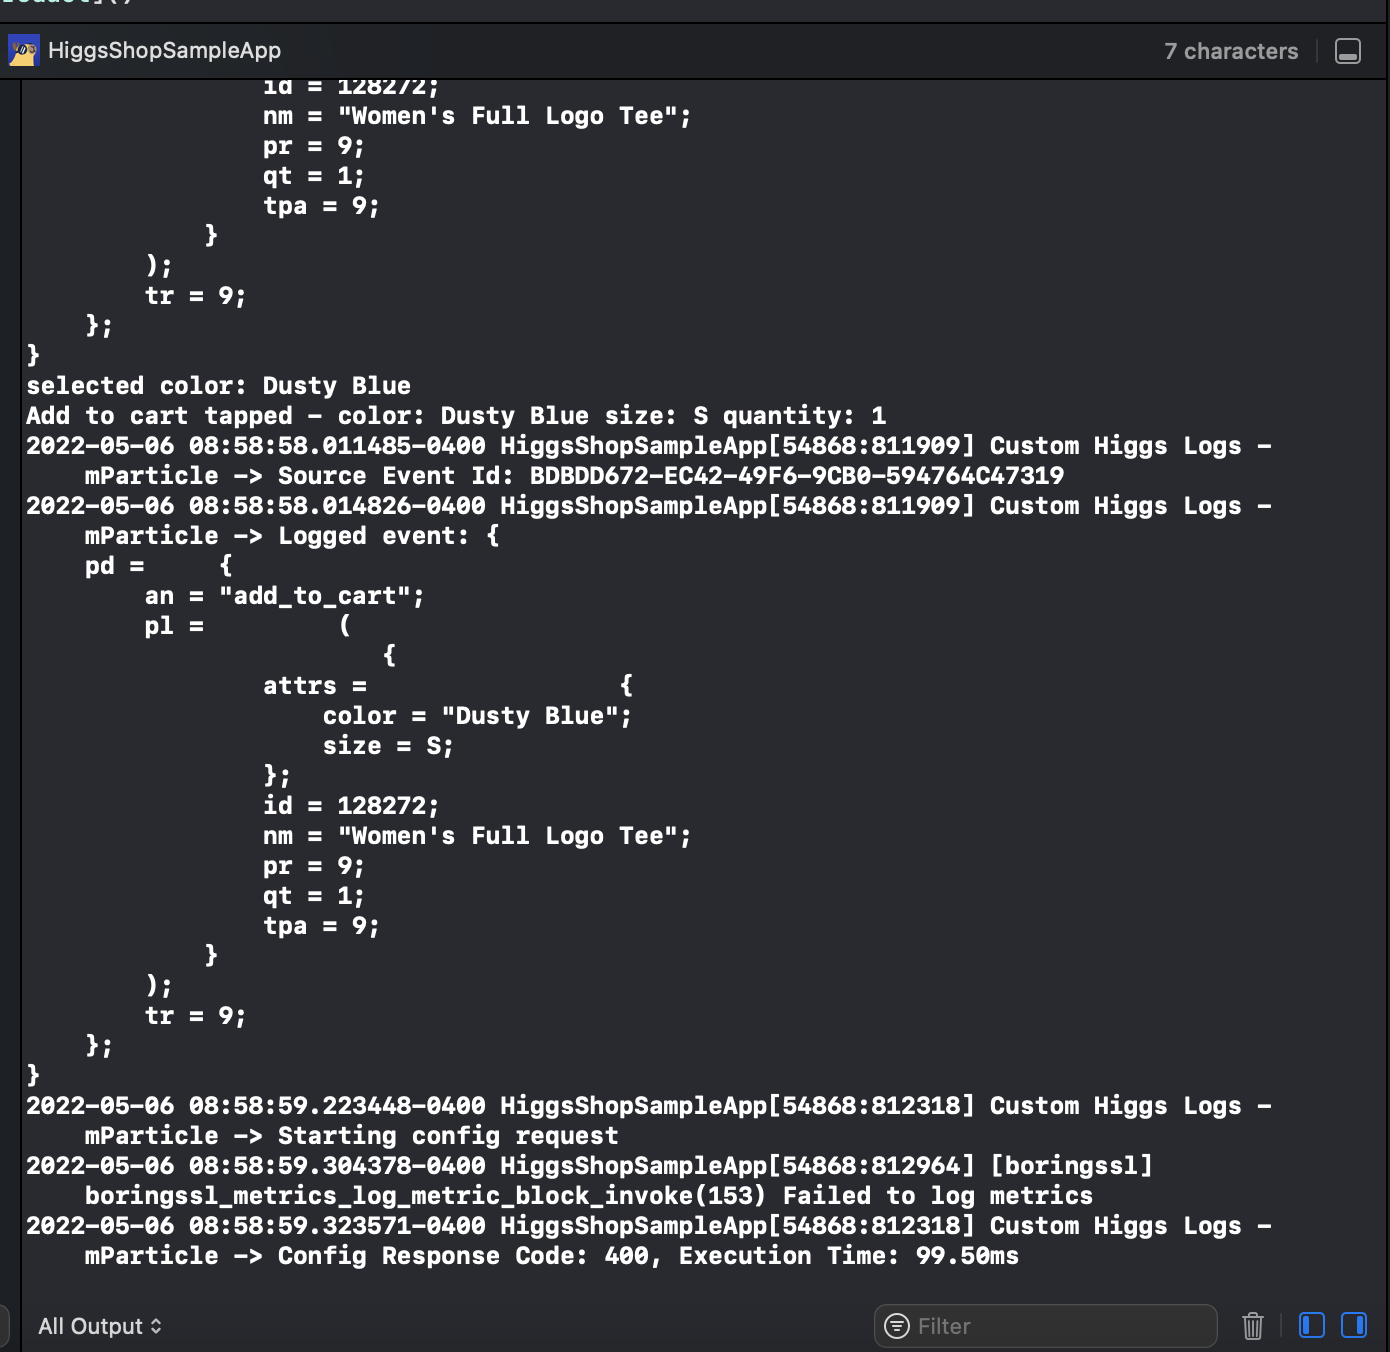 HiggsShopSampleApp
7 characters
id = 128272;
nm = "Women's Full Logo Tee";
pr = 9;
qt = 1;
tpa = 9;
}
);
tr = 9;
};
}
selected color: Dusty Blue
Add to cart tapped – color: Dusty Blue size: S quantity: 1
2022-05-06 08:58:58.011485-0400 HiggsShopSampleApp[54868:811909] Custom Higgs Logs –
mParticle -> Source Event Id: BDBDD672-EC42-49F6-9CB0-594764C47319
2022-05-06 08:58:58.014826-0400 HiggsShopSampleApp[54868:811909] Custom Higgs Logs –
mParticle -> Logged event: {
pd = {
an = "add_to_cart";
pl = (
{
attrs = {
color = "Dusty Blue";
size = S;
};
id = 128272;
nm = "Women's Full Logo Tee";
pr = 9;
qt = 1;
tpa = 9;
}
);
tr = 9;
};
}
2022-05-06 08:58:59.223448-0400 HiggsShopSampleApp[54868:812318] Custom Higgs Logs –
mParticle -> Starting config request
2022-05-06 08:58:59.304378-0400 HiggsShopSampleApp[54868:812964] [boringssl]
boringssl_metrics_log_metric_block_invoke(153) Failed to log metrics
2022-05-06 08:58:59.323571-0400 HiggsShopSampleApp[54868:812318] Custom Higgs Logs –
mParticle -> Config Response Code: 400, Execution Time: 99.50ms
All Output
Filter